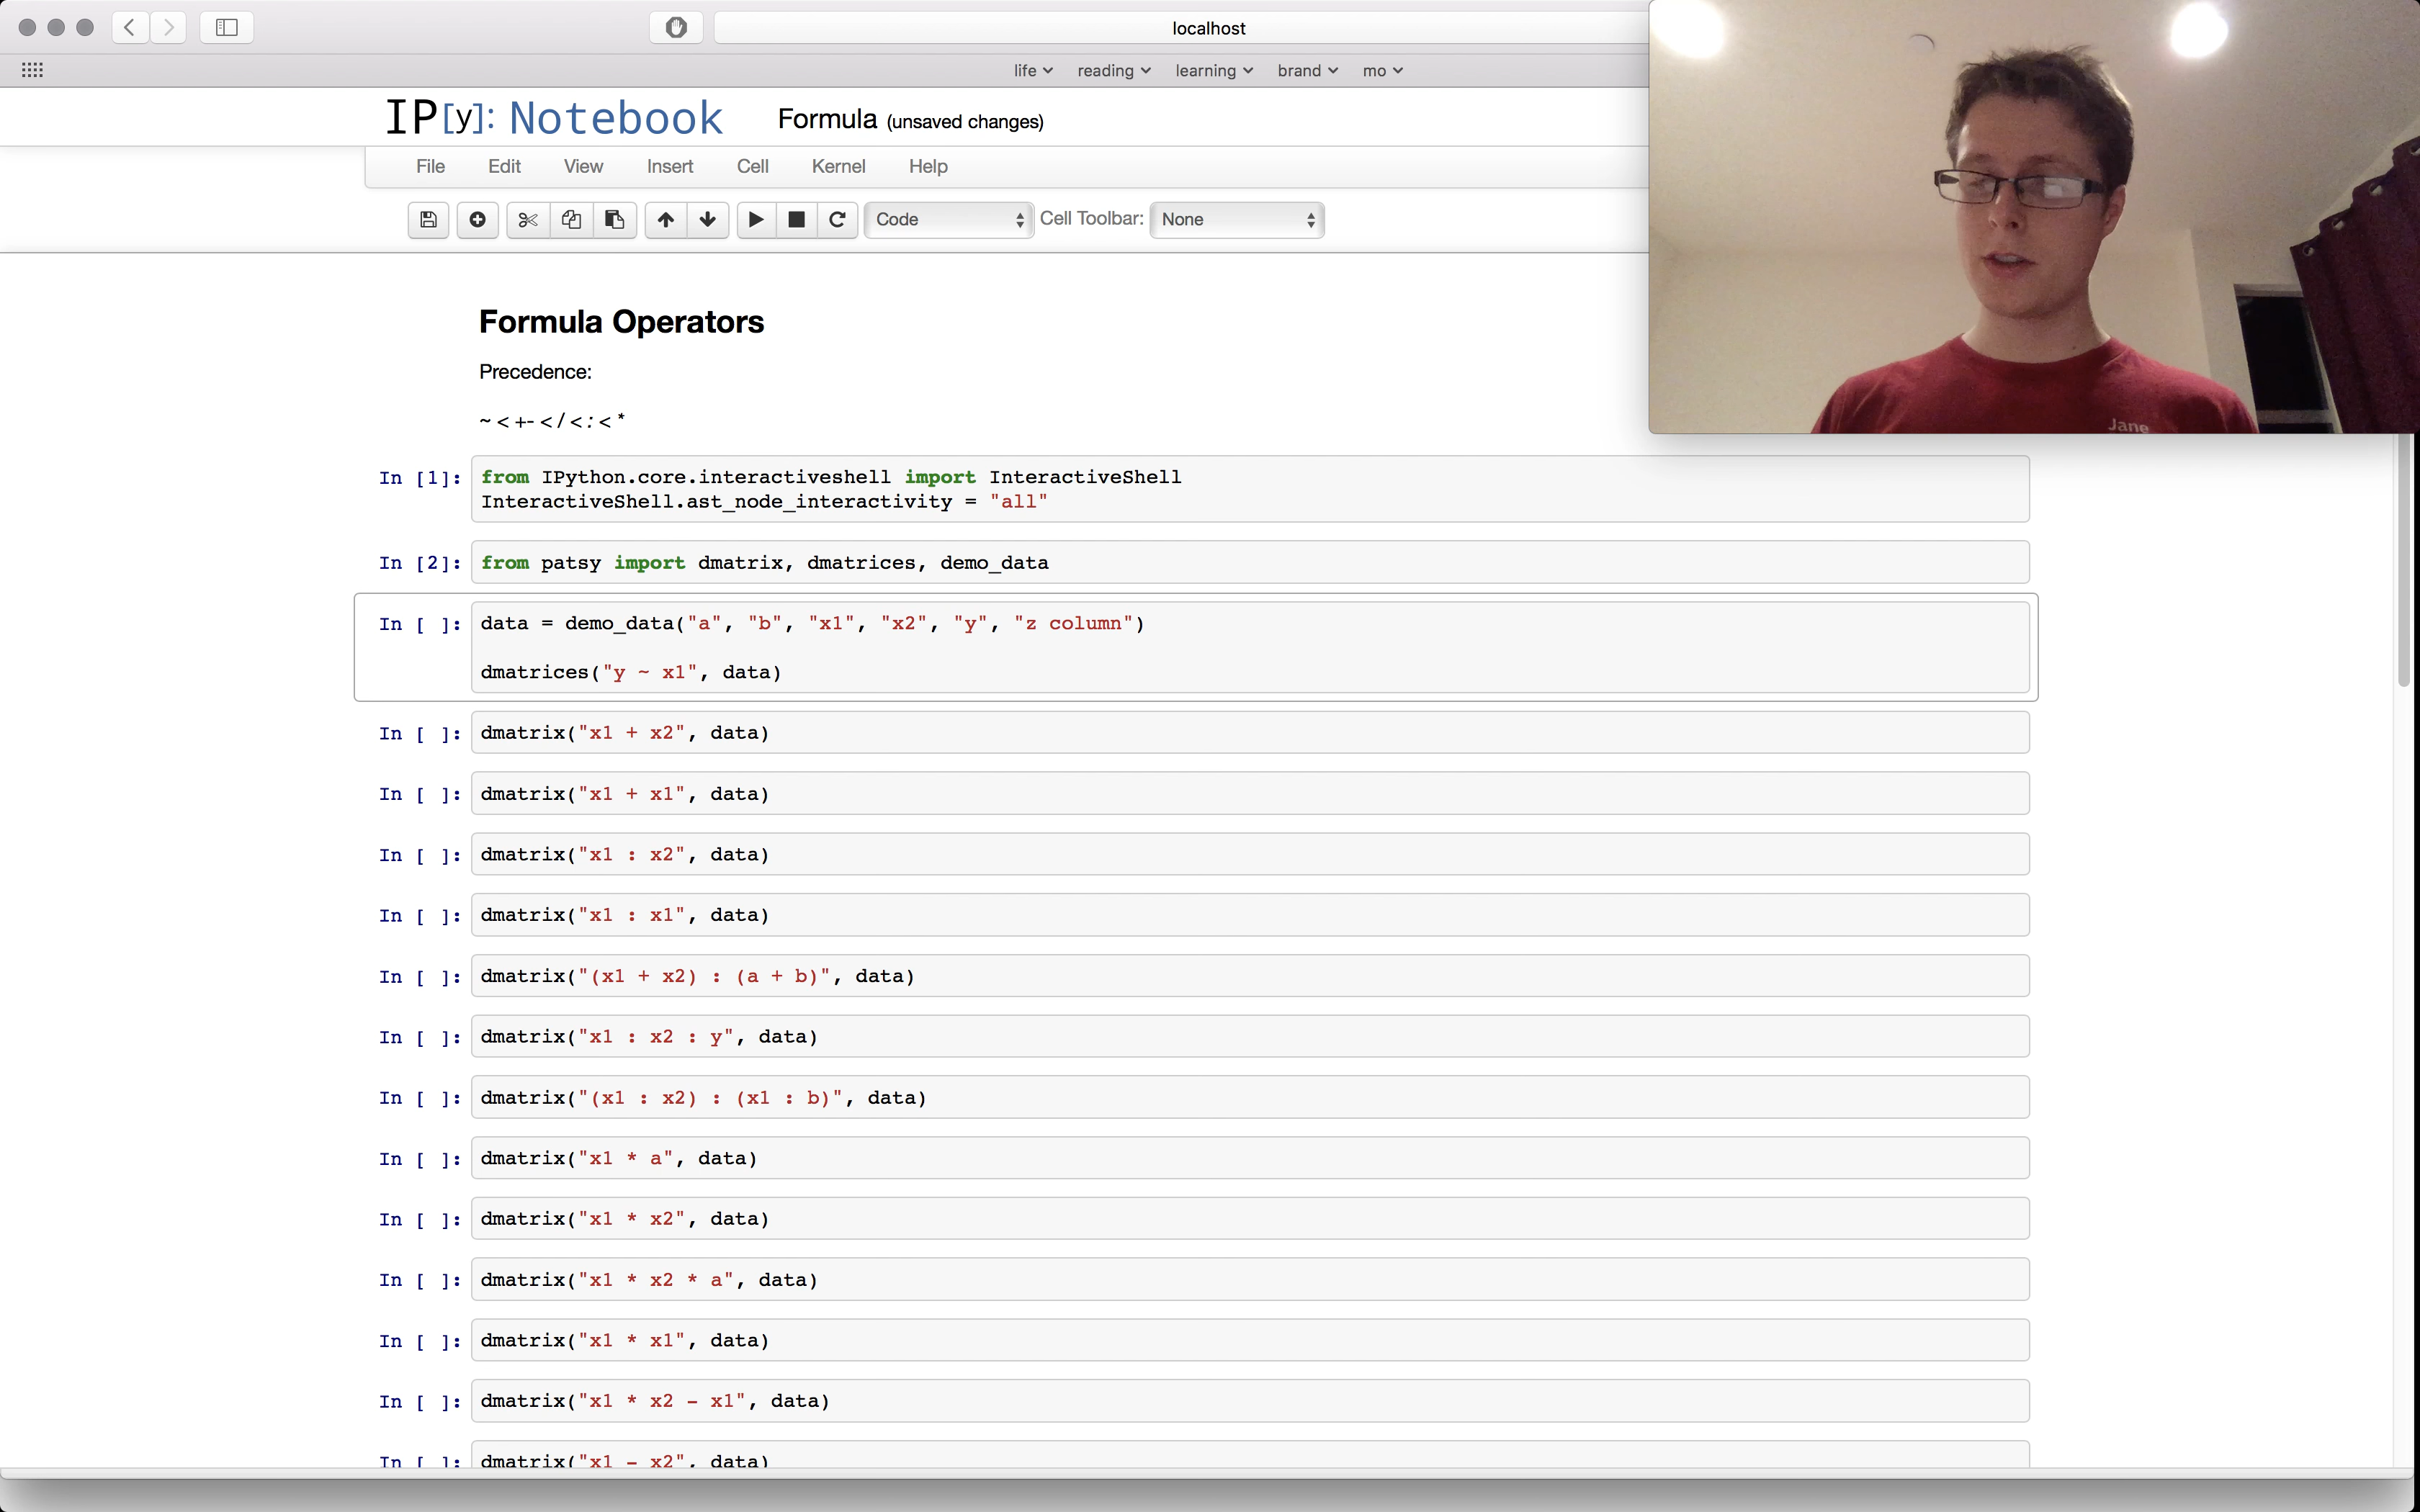 localhost
life reading learning brand mo
IP[y]: Notebook Formula (unsaved changes)
File Edit View Insert Cell Kernel Help
Code Cell Toolbar: None
Formula Operators
Precedence:
~ < +- < / < : < *
In [1]: from IPython.core.interactiveshell import InteractiveShell
InteractiveShell.ast_node_interactivity = "all"
In [2]: from patsy import dmatrix, dmatrices, demo_data
In [ ]: data = demo_data("a", "b", "x1", "x2", "y", "z column")
dmatrices("y ~ x1", data)
In [ ]: dmatrix("x1 + x2", data)
In [ ]: dmatrix("x1 + x1", data)
In [ ]: dmatrix("x1 : x2", data)
In [ ]: dmatrix("x1 : x1", data)
In [ ]: dmatrix("(x1 + x2) : (a + b)", data)
In [ ]: dmatrix("x1 : x2 : y", data)
In [ ]: dmatrix("(x1 : x2) : (x1 : b)", data)
In [ ]: dmatrix("x1 * a", data)
In [ ]: dmatrix("x1 * x2", data)
In [ ]: dmatrix("x1 * x2 * a", data)
In [ ]: dmatrix("x1 * x1", data)
In [ ]: dmatrix("x1 * x2 - x1", data)
In [ ]: dmatrix("x1 - x2", data)
Jane